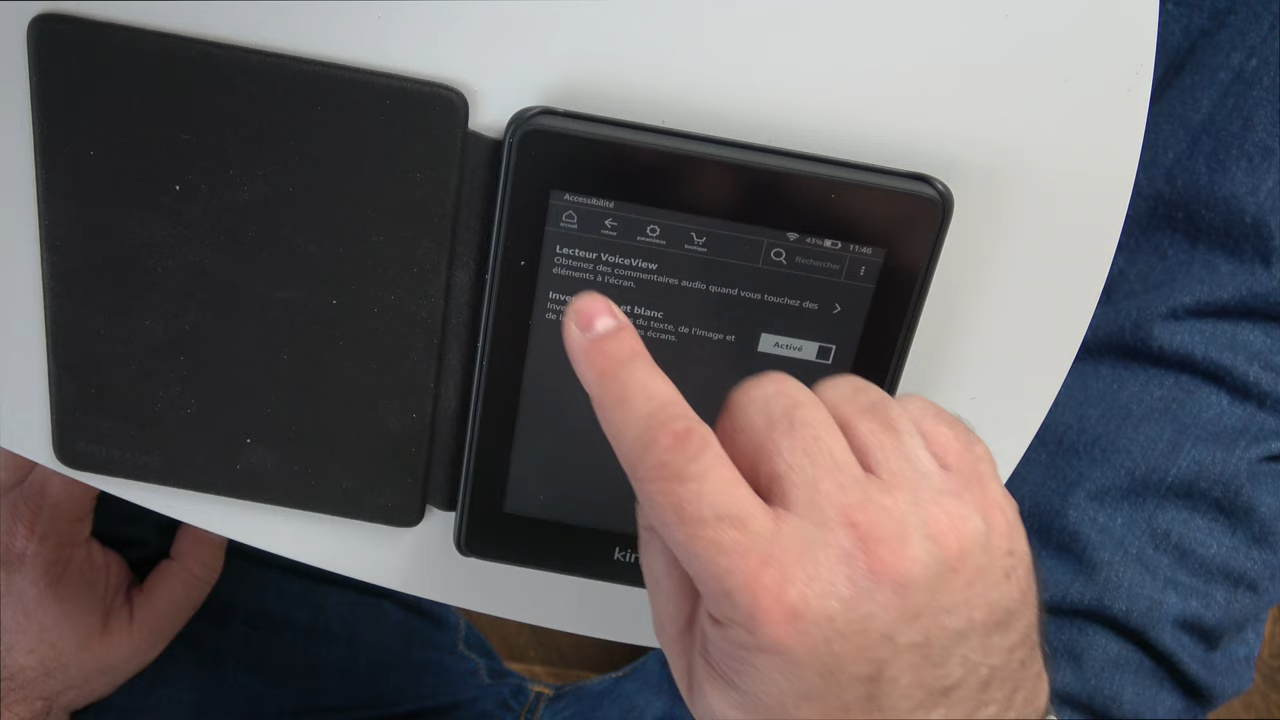 Accessibilité
43% 11:46
accueil retour paramètres boutique Rechercher
Lecteur VoiceView
Obtenez des commentaires audio quand vous touchez des
éléments à l'écran.
et blanc
du texte, de l'image et
de écrans.
Activé